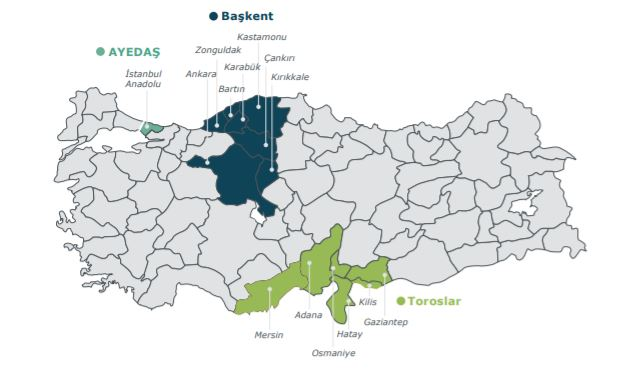 Başkent
Kastamonu
AYEDAŞ
Zonguldak
Çankırı
Karabük
İstanbul
Anadolu
Ankara
Kırıkkale
Bartın
Kilis
Toroslar
Adana
Gaziantep
Mersin
Hatay
Osmaniye